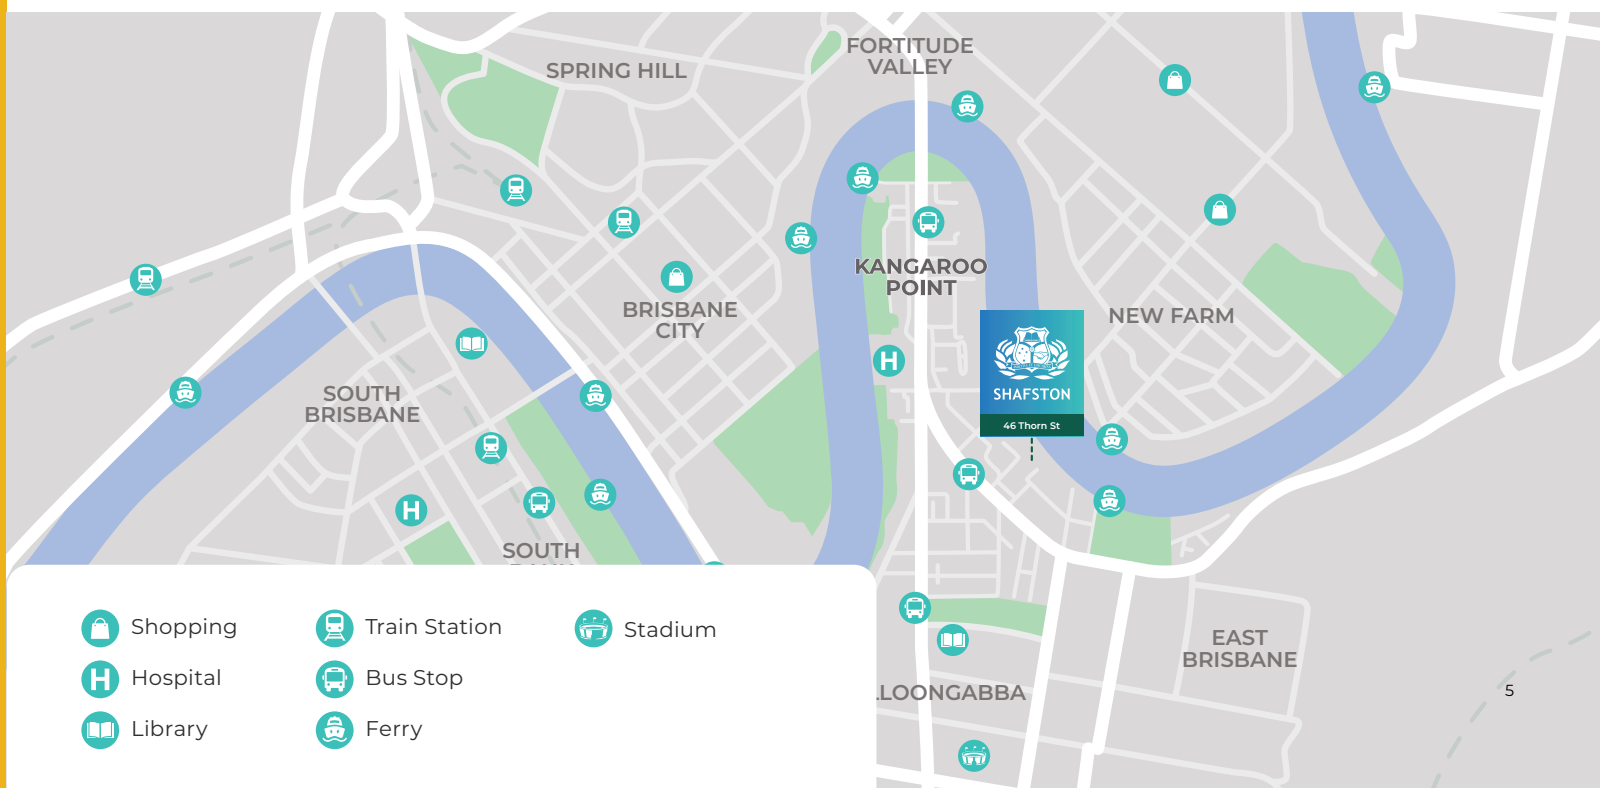 FORTITUDE
VALLEY
SPRING HILL
KANGAROO
POINT
BRISBANE
CITY
NEW FARM
SOUTH
BRISBANE
SHAFSTON
46 Thorn St
H
H
SOUTH
EAST
BRISBANE
LLOONGABBA
5
Shopping
H Hospital
Library
Train Station
Bus Stop
Ferry
Stadium